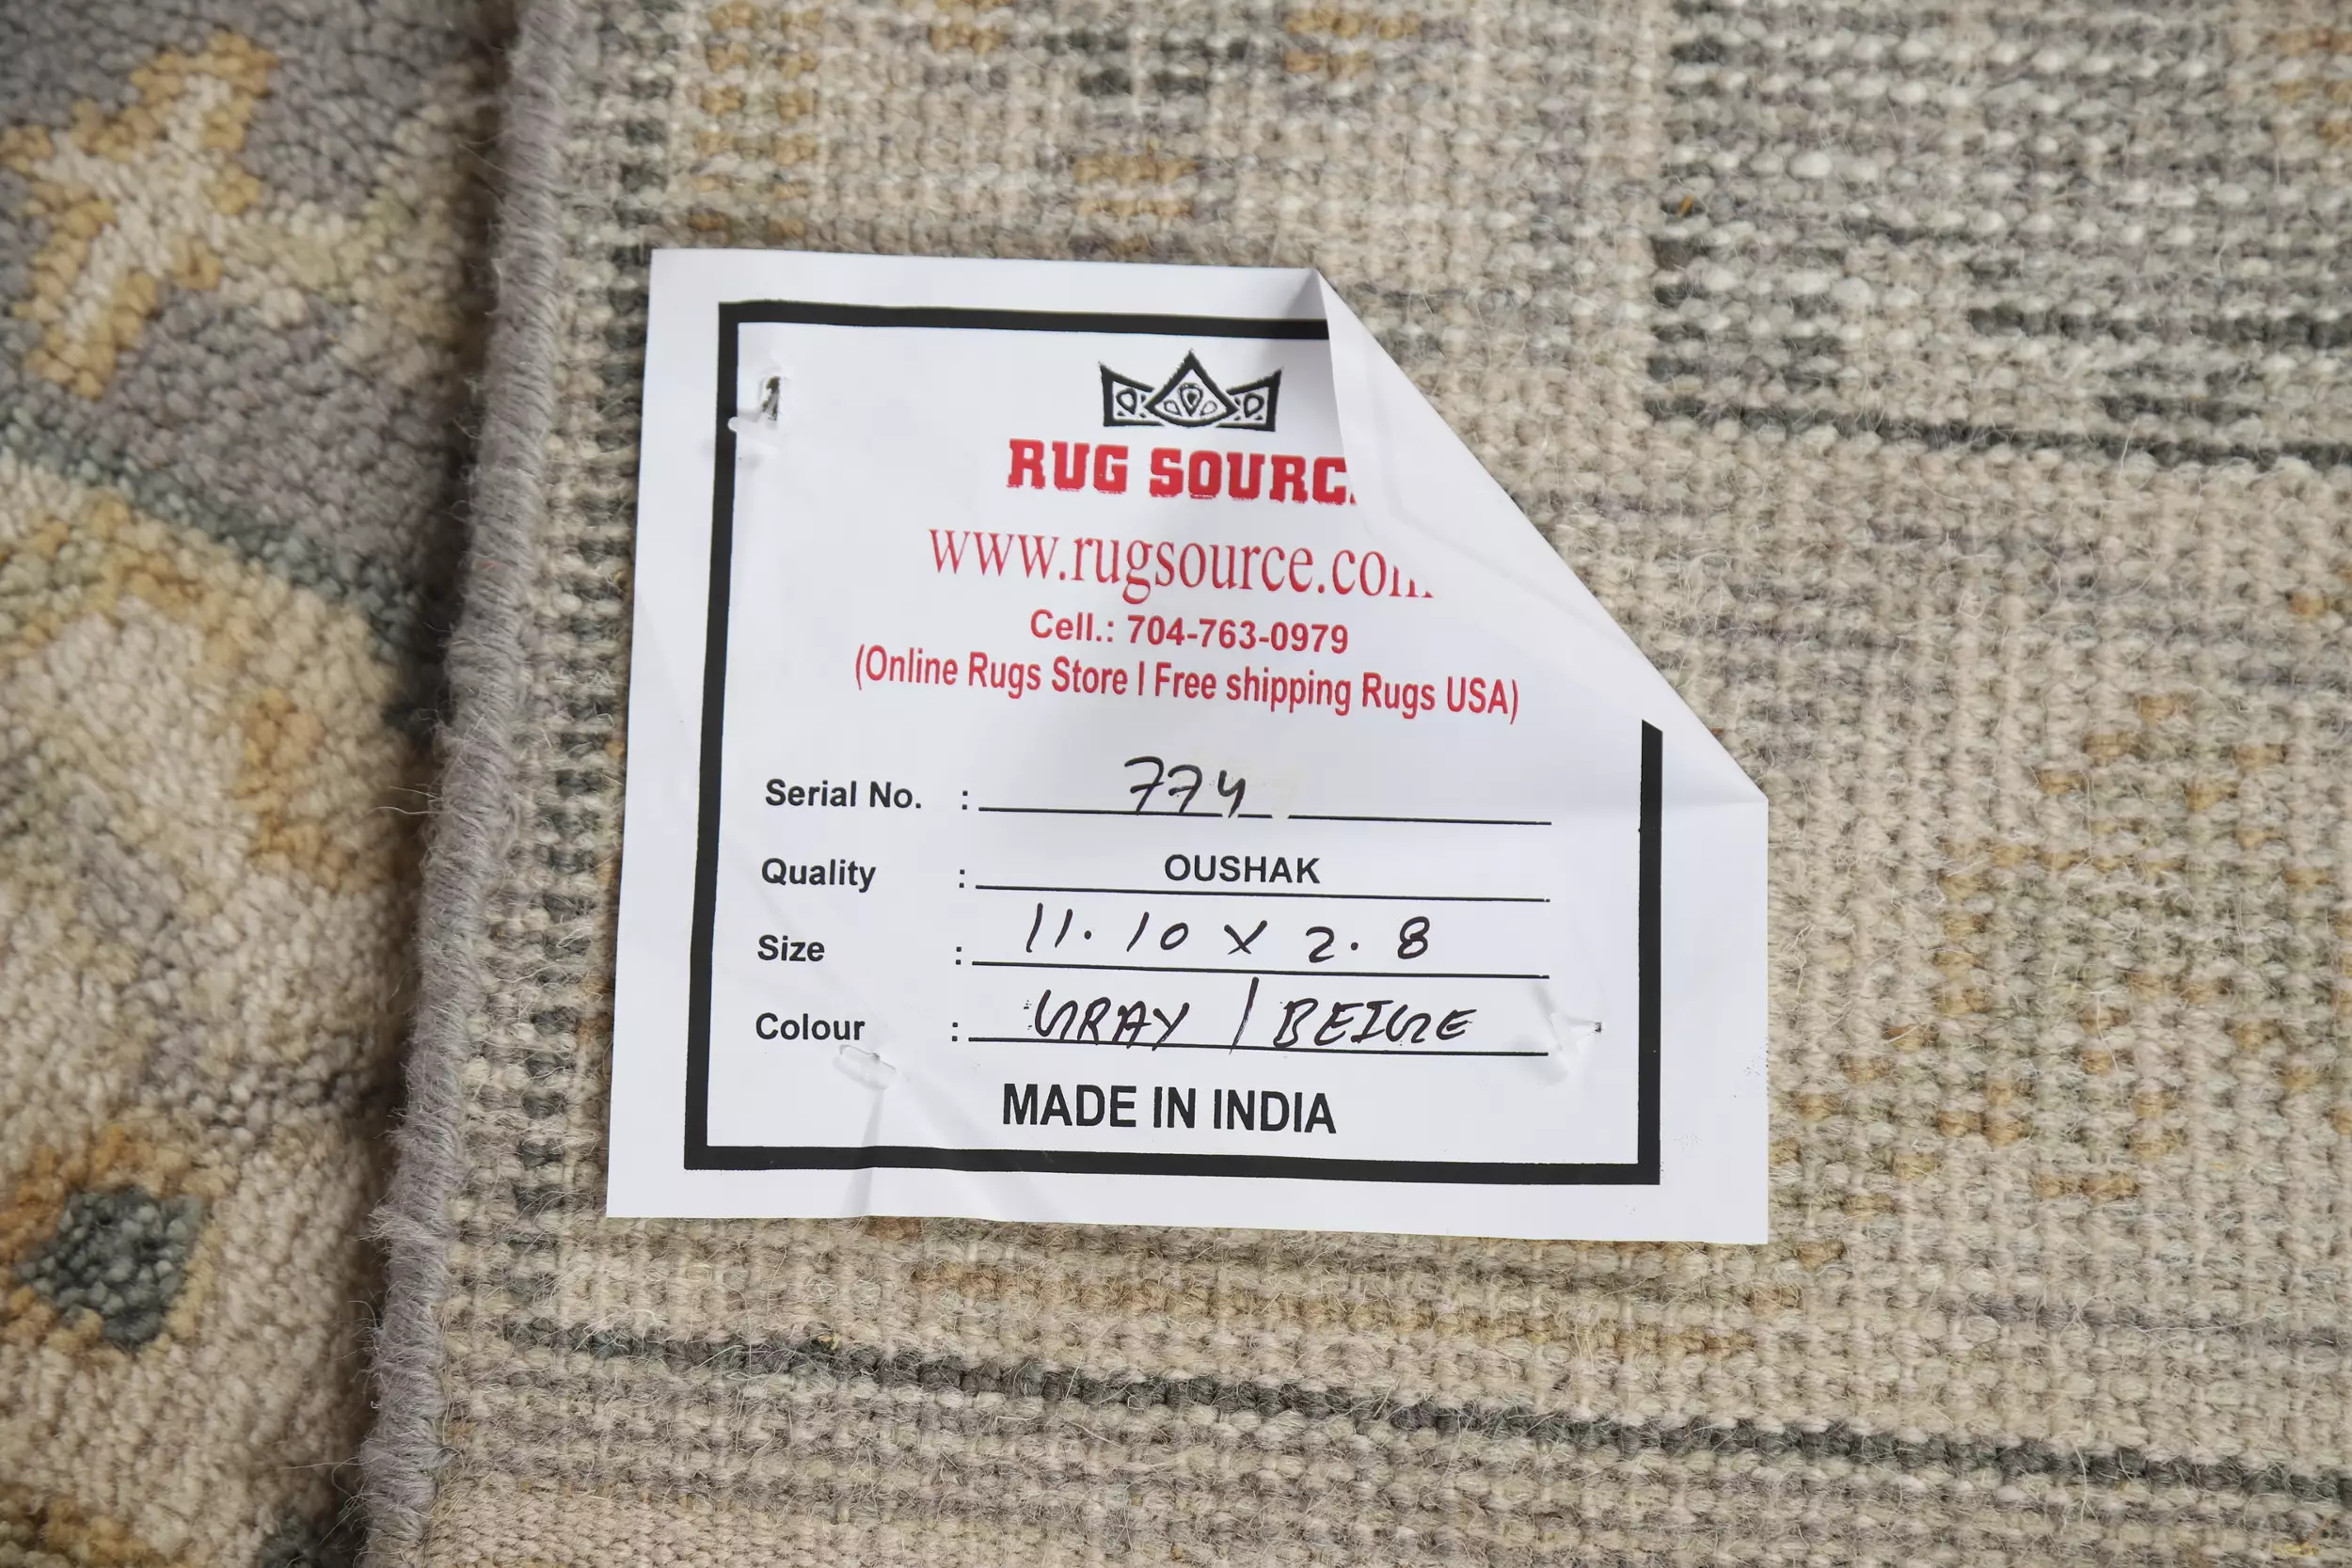 RUG SOURC
www.rugsource.com
Cell.: 704-763-0979
(Online Rugs Store | Free shipping Rugs USA)
Serial No. : 774
Quality : OUSHAK
Size : 11.10 x 2.8
Colour : GRAY / BEIGE
MADE IN INDIA